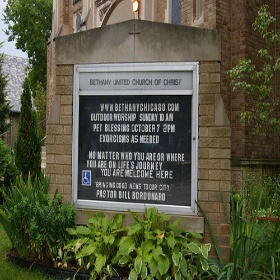 BETHANY UNITED CHURCH OF CHRIST
WWW.BETHANYCHICAGO.COM
OUTDOOR WORSHIP SUNDAY 10 AM
PET BLESSING OCTOBER 7 2PM
EXORCISMS AS NEEDED
NO MATTER WHO YOU ARE OR WHERE
YOU ARE ON LIFE'S JOURNEY
YOU ARE WELCOME HERE
BRINGING GOOD NEWS TO OUR CITY
PASTOR BILL BORDONARO